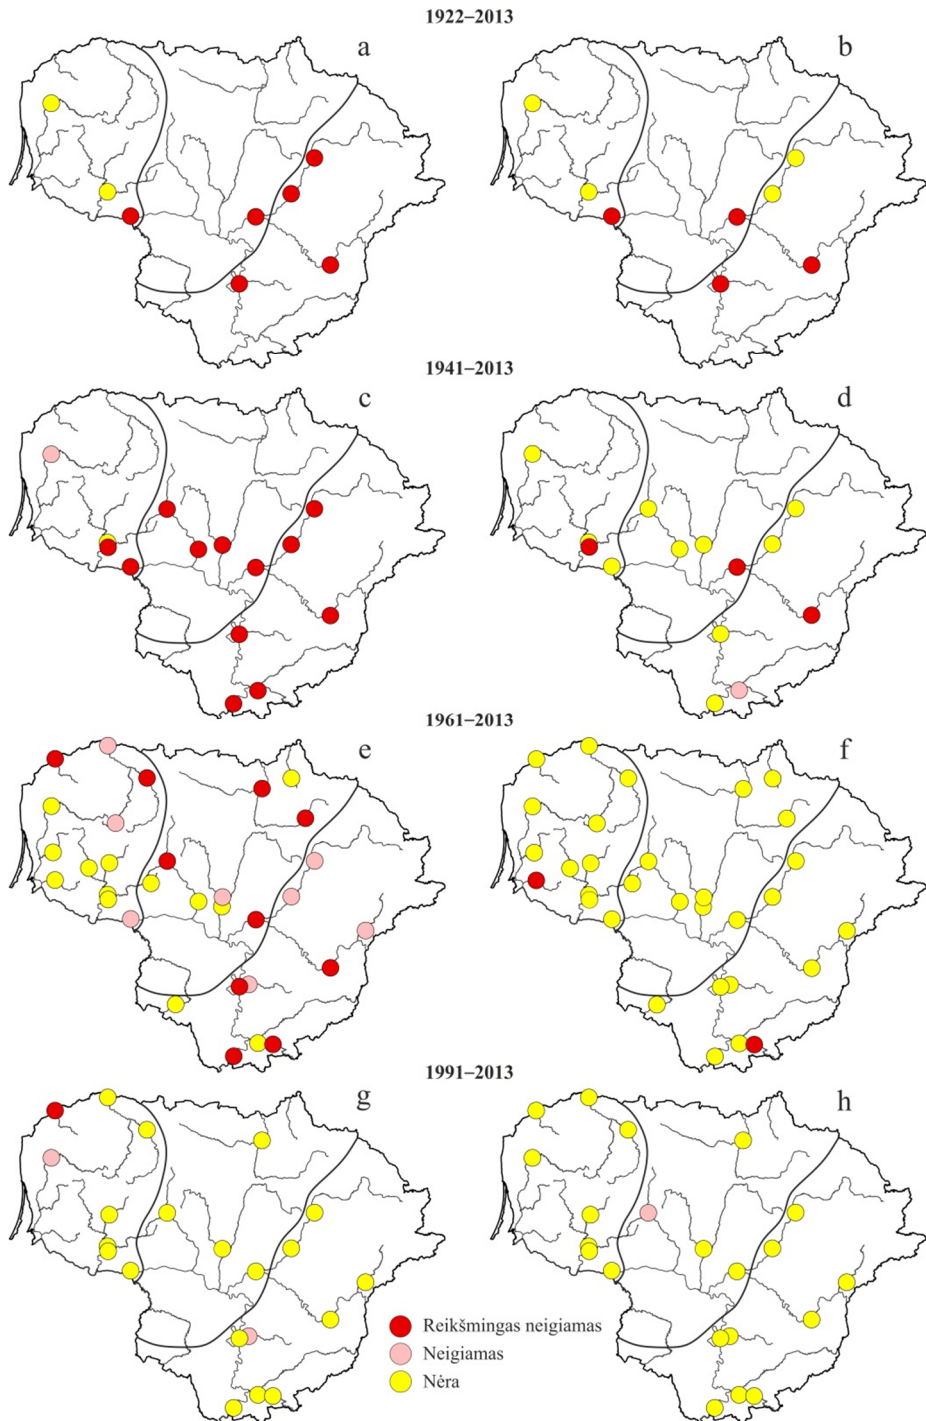 1922–2013
a
b
1941–2013
c
d
1961–2013
e
f
1991–2013
g
h
Reikšmingas neigiamas
Neigiamas
Nėra